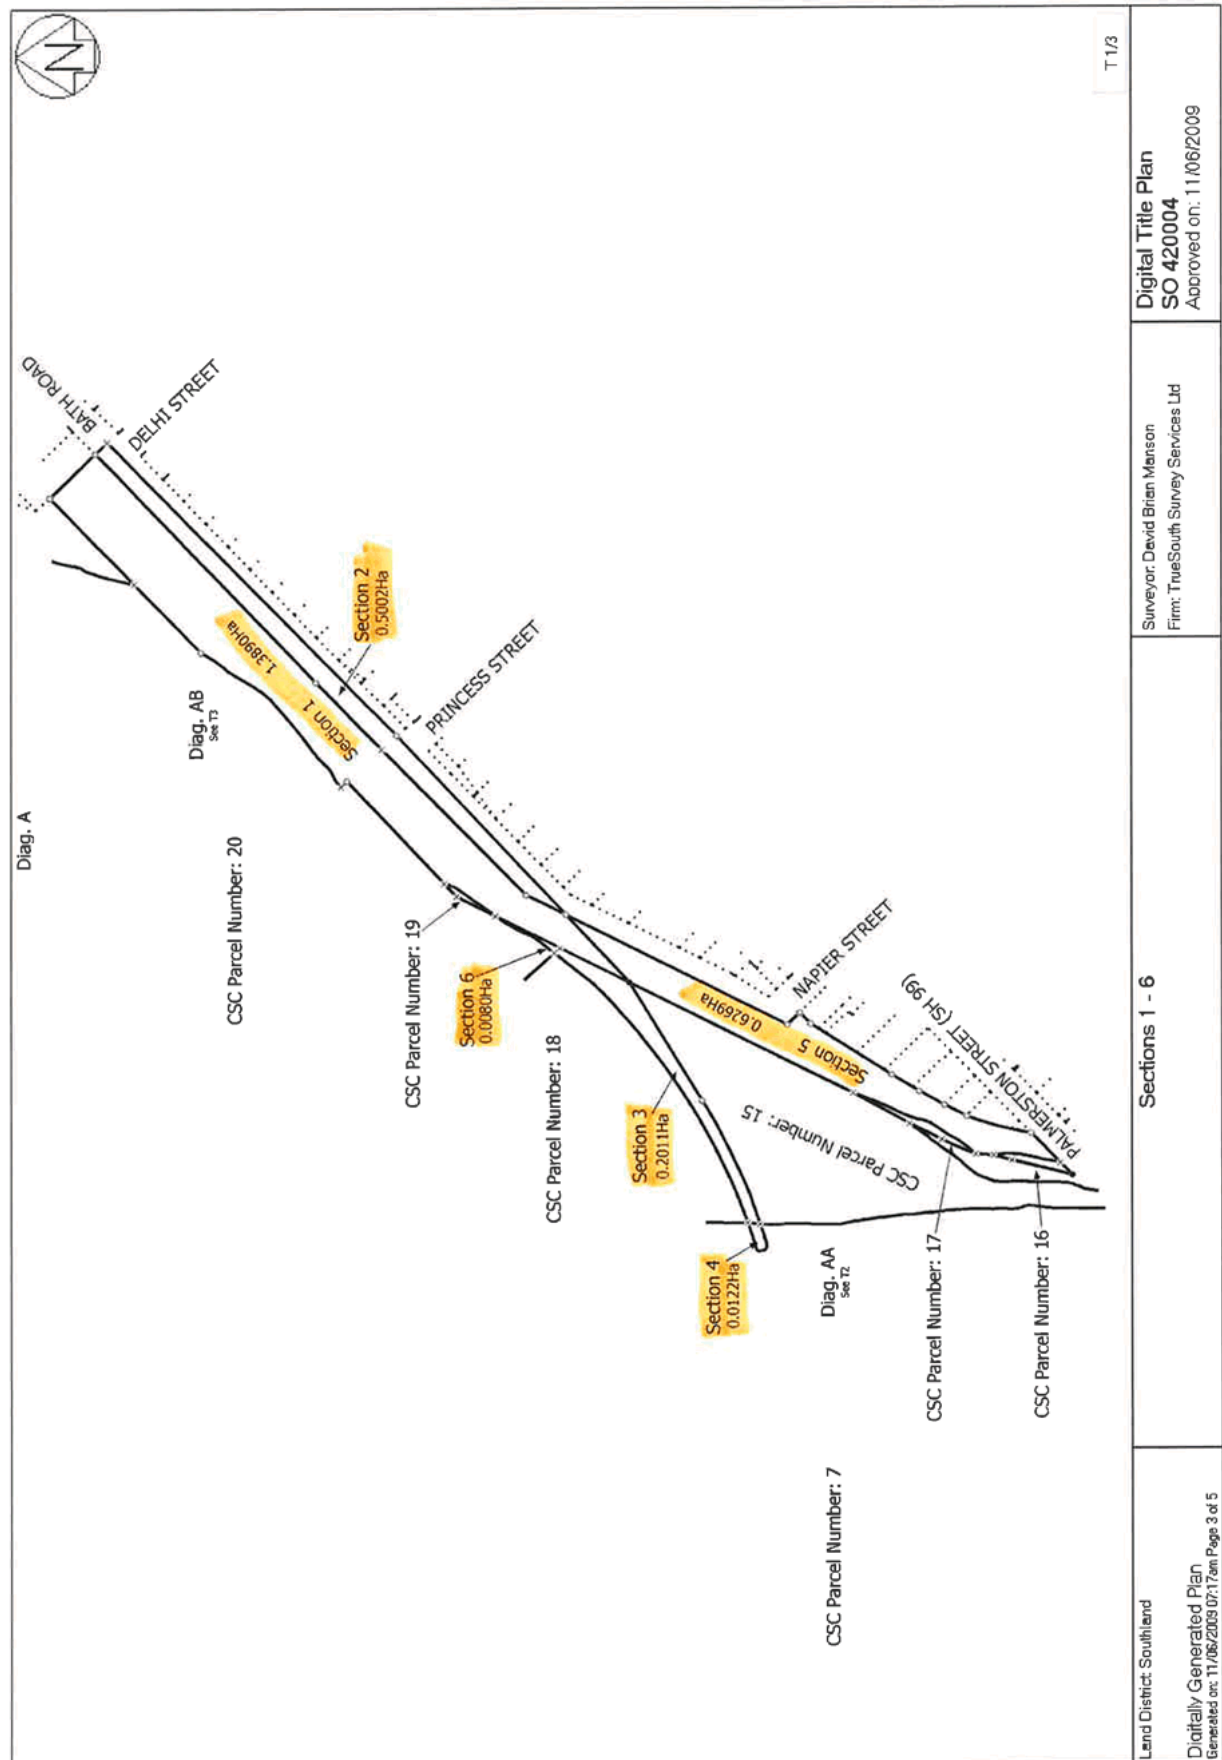 Diag. A
N
BATH ROAD
DELHI STREET
Diag. AB
See T3
CSC Parcel Number: 20
Section 1
1.3890Ha
Section 2
0.5002Ha
PRINCESS STREET
CSC Parcel Number: 19
Section 6
0.0080Ha
CSC Parcel Number: 18
Section 3
0.2011Ha
Section 5
0.6269Ha
NAPIER STREET
CSC Parcel Number: 15
Section 4
0.0122Ha
PALMERSTON STREET (SH 99)
Diag. AA
See T2
CSC Parcel Number: 17
CSC Parcel Number: 16
CSC Parcel Number: 7
T 1/3
Land District: Southland
Digitally Generated Plan
Generated on: 11/06/2009 07:17am Page 3 of 5
Sections 1 - 6
Surveyor: David Brian Manson
Firm: TrueSouth Survey Services Ltd
Digital Title Plan
SO 420004
Approved on: 11/06/2009